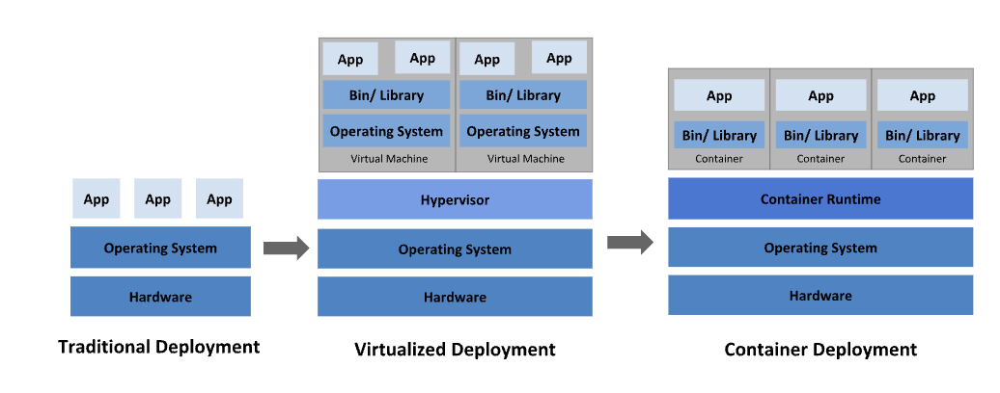 App App App
Operating System
Hardware
Traditional Deployment
App App App App
Bin/ Library Bin/ Library
Operating System Operating System
Virtual Machine Virtual Machine
Hypervisor
Operating System
Hardware
Virtualized Deployment
App App App
Bin/ Library Bin/ Library Bin/ Library
Container Container Container
Container Runtime
Operating System
Hardware
Container Deployment